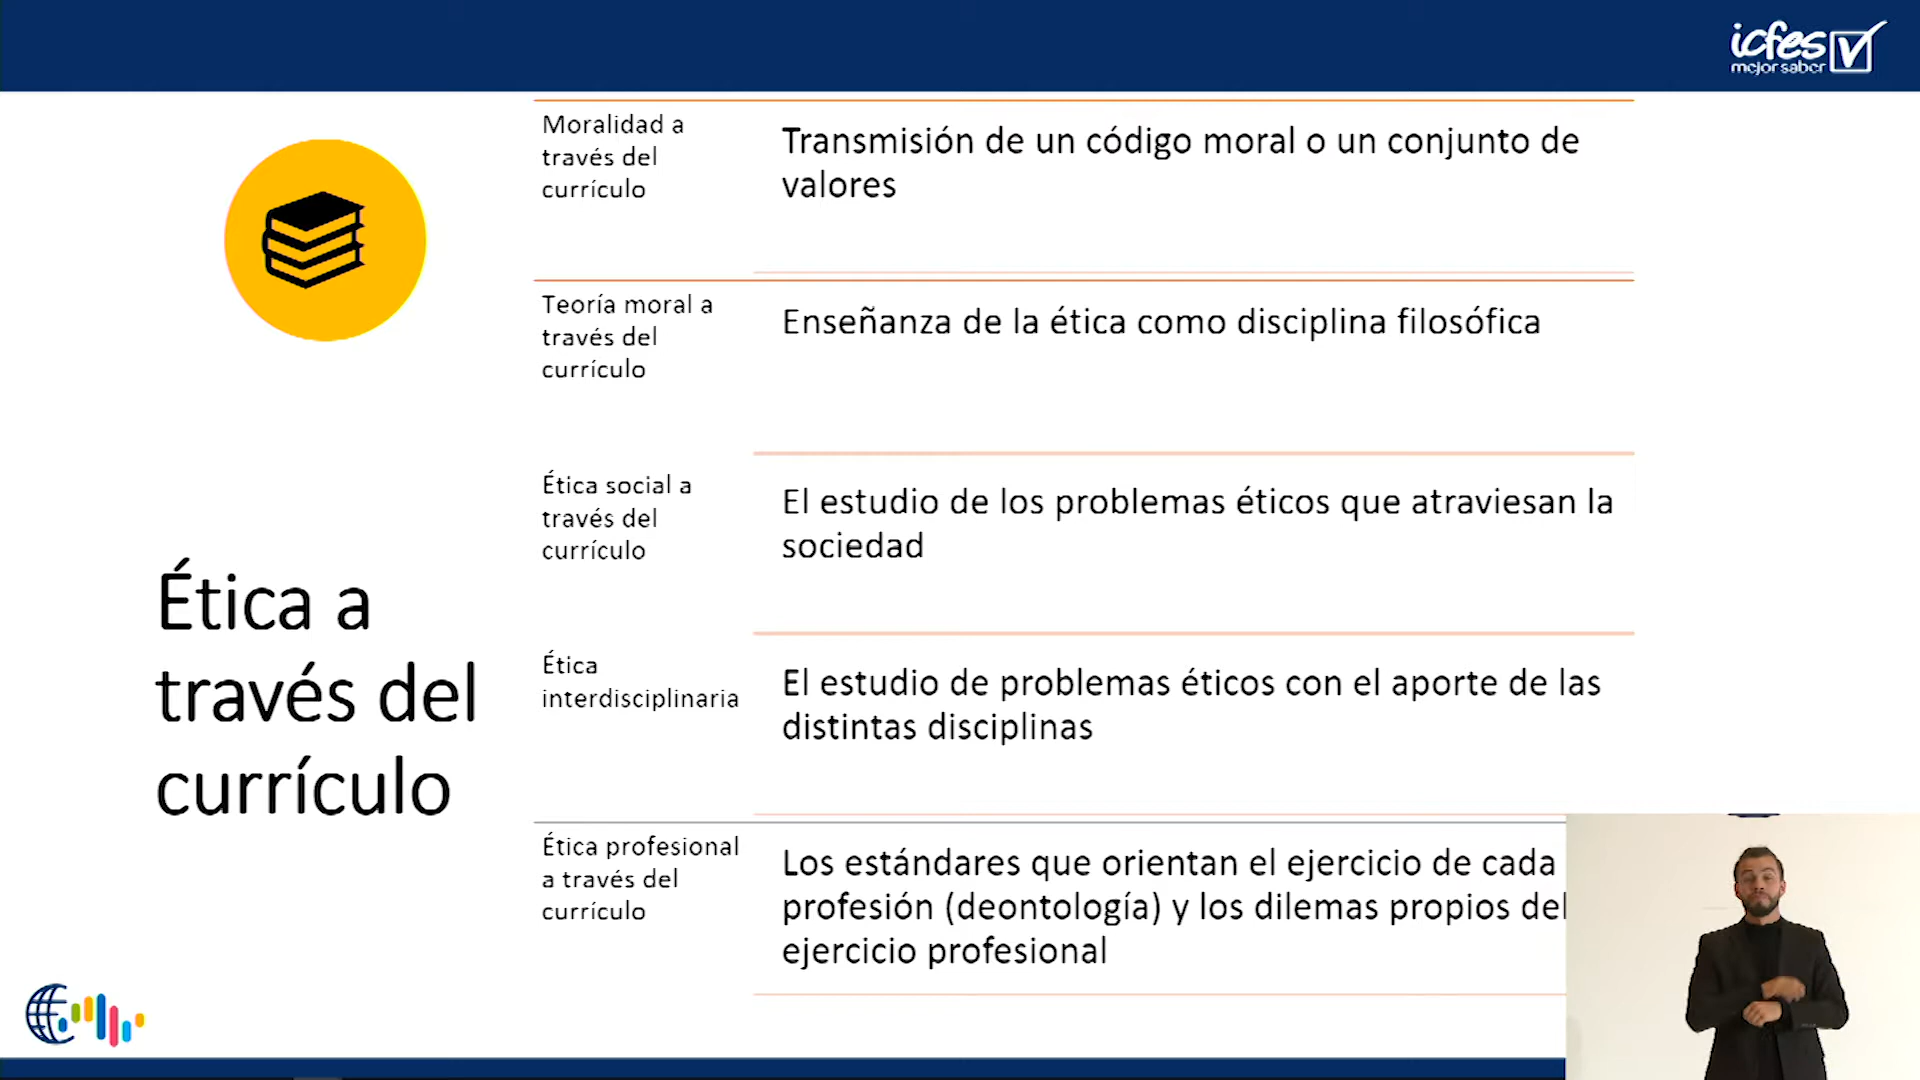 icfes
mejor saber
Moralidad a
través del
currículo
Transmisión de un código moral o un conjunto de
valores
Teoría moral a
través del
currículo
Enseñanza de la ética como disciplina filosófica
Ética social a
través del
currículo
El estudio de los problemas éticos que atraviesan la
sociedad
Ética a
través del
currículo
Ética
interdisciplinaria
El estudio de problemas éticos con el aporte de las
distintas disciplinas
Ética profesional
a través del
currículo
Los estándares que orientan el ejercicio de cada
profesión (deontología) y los dilemas propios del
ejercicio profesional